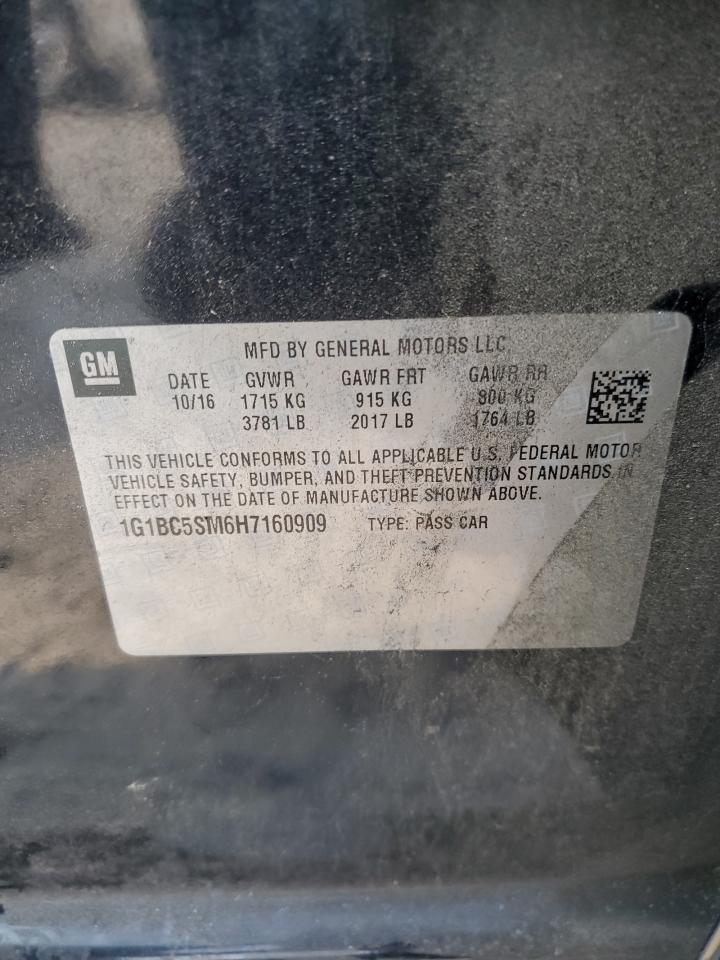 GM
MFD BY GENERAL MOTORS LLC
DATE GVWR GAWR FRT GAWR RR
10/16 1715 KG 915 KG 800 KG
3781 LB 2017 LB 1764 LB
THIS VEHICLE CONFORMS TO ALL APPLICABLE U.S. FEDERAL MOTOR
VEHICLE SAFETY, BUMPER, AND THEFT PREVENTION STANDARDS IN
EFFECT ON THE DATE OF MANUFACTURE SHOWN ABOVE.
1G1BC5SM6H7160909 TYPE: PASS CAR